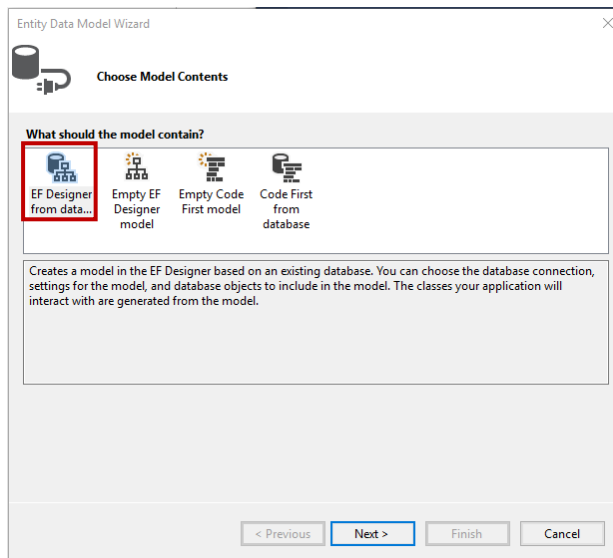 Entity Data Model Wizard
Choose Model Contents
What should the model contain?
EF Designer
from data...
Empty EF
Designer
model
Empty Code
First model
Code First
from
database
Creates a model in the EF Designer based on an existing database. You can choose the database connection,
settings for the model, and database objects to include in the model. The classes your application will
interact with are generated from the model.
< Previous
Next >
Finish
Cancel